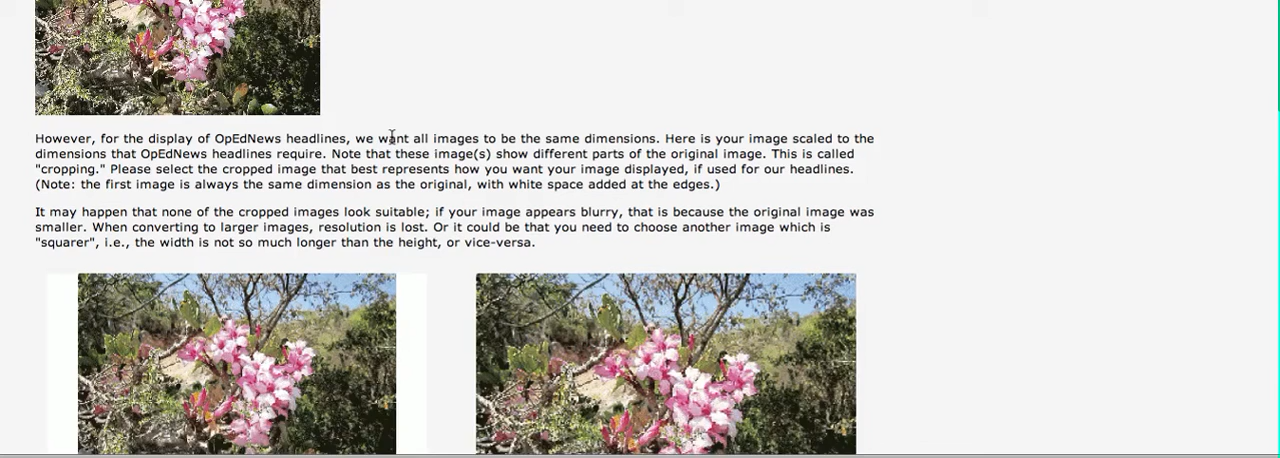 However, for the display of OpEdNews headlines, we want all images to be the same dimensions. Here is your image scaled to the
dimensions that OpEdNews headlines require. Note that these image(s) show different parts of the original image. This is called
"cropping." Please select the cropped image that best represents how you want your image displayed, if used for our headlines.
(Note: the first image is always the same dimension as the original, with white space added at the edges.)
It may happen that none of the cropped images look suitable; if your image appears blurry, that is because the original image was
smaller. When converting to larger images, resolution is lost. Or it could be that you need to choose another image which is
"squarer", i.e., the width is not so much longer than the height, or vice-versa.